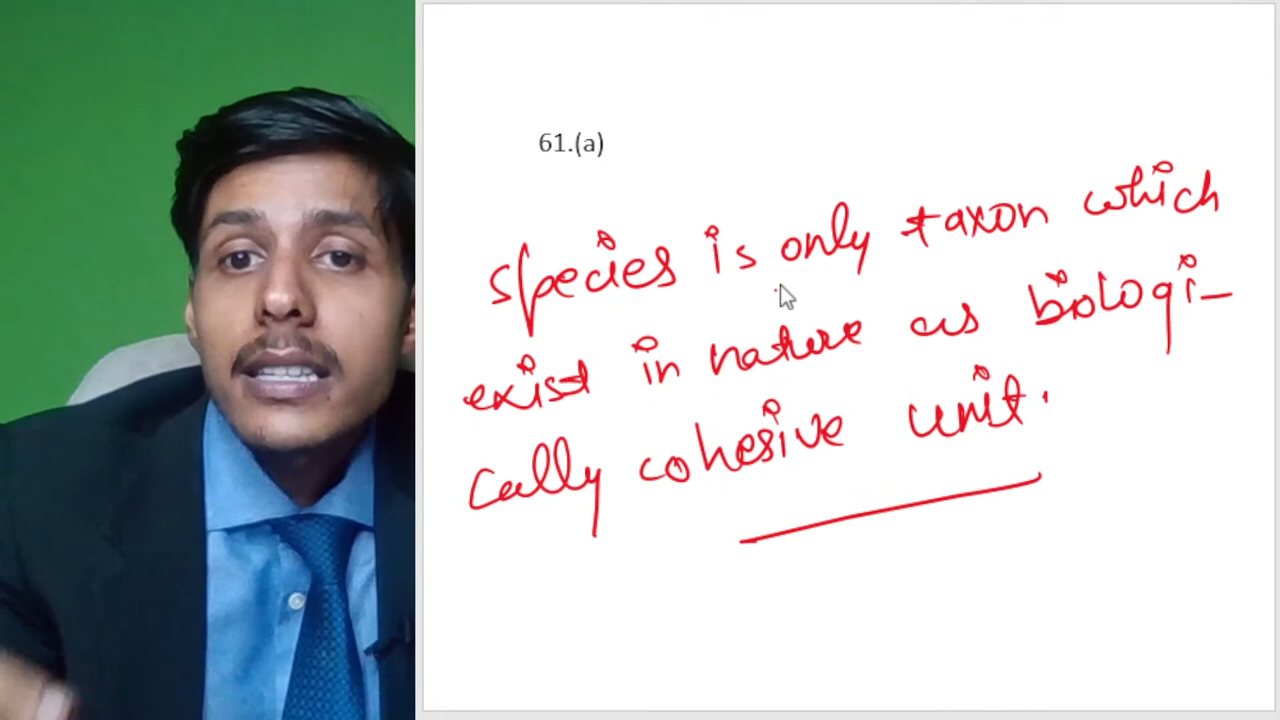 61.(a)
species is only taxon which
exist in nature as biologi-
cally cohesive unit.